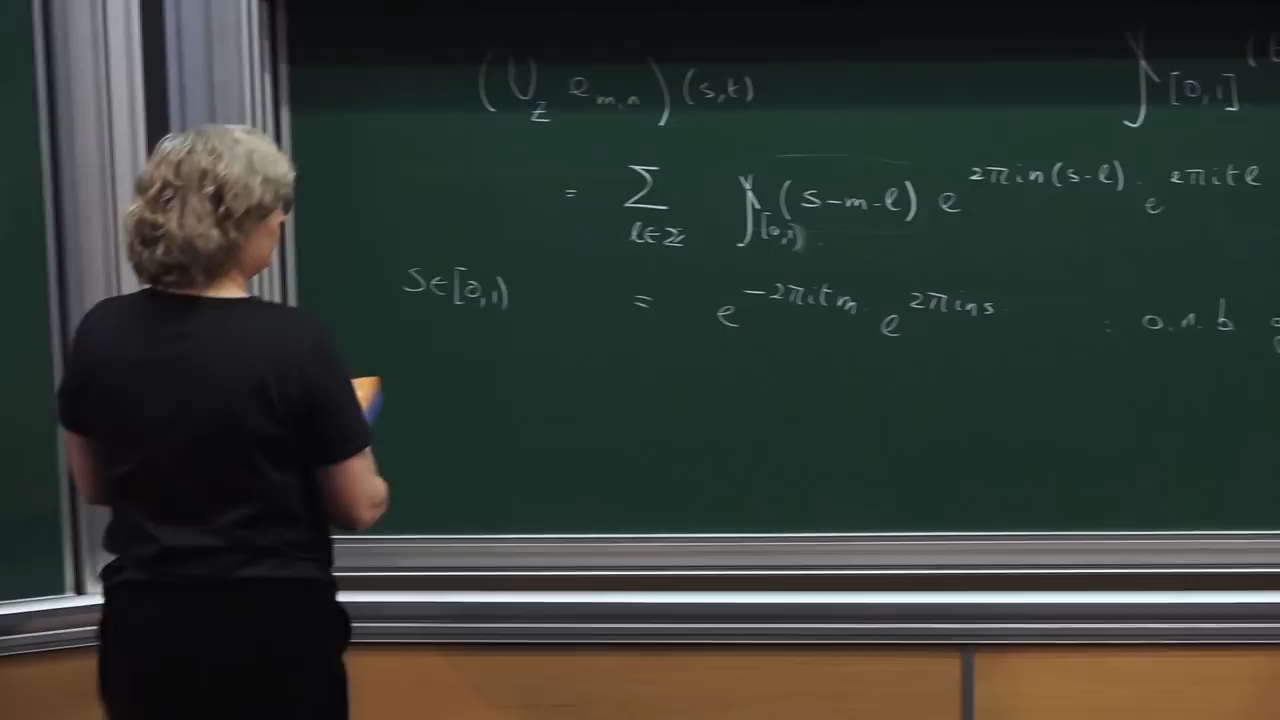 (U_Z e_{m,n})(s,t) χ_{[0,1]}(
= Σ_{l∈ℤ} χ_{[0,1)}(s-m-l) e^{2πin(s-l)} · e^{2πitl}
s∈[0,1) = e^{-2πitm} e^{2πins} : o.n.b